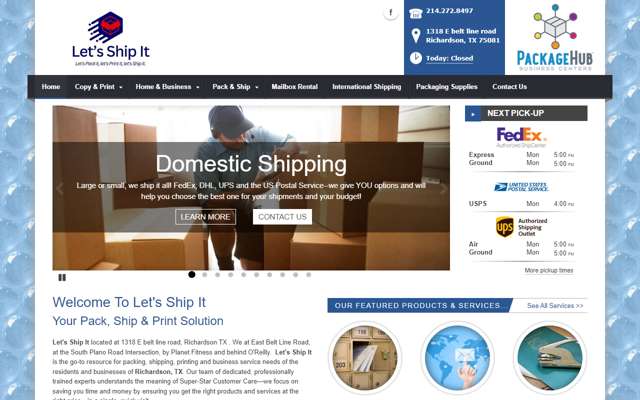 Let's Ship It
Let's Pack It, let's Print It, let's Ship It.
f
214.272.8497
1318 E belt line road
Richardson, TX 75081
Today: Closed
PACKAGEHUB
BUSINESS CENTERS
Home Copy & Print Home & Business Pack & Ship Mailbox Rental International Shipping Packaging Supplies Contact Us
Domestic Shipping
Large or small, we ship it all! FedEx, DHL, UPS and the US Postal Service--we give YOU options and will
help you choose the best one for your shipments and your budget!
LEARN MORE CONTACT US
NEXT PICK-UP
FedEx
Authorized ShipCenter
Express Mon 5:00 PM
Ground Mon 5:00 PM
UNITED STATES POSTAL SERVICE
USPS Mon 4:00 PM
ups Authorized
Shipping
Outlet
Air Mon 5:00 PM
Ground Mon 5:00 PM
More pickup times
Welcome To Let's Ship It
Your Pack, Ship & Print Solution
Let's Ship It located at 1318 E belt line road, Richardson TX . We at East Belt Line Road,
at the South Plano Road Intersection, by Planet Fitness and behind O'Reilly. Let's Ship It
is the go-to resource for packing, shipping, printing and business service needs of the
residents and businesses of Richardson, TX. Our team of dedicated, professionally
trained experts understands the meaning of Super-Star Customer Care—we focus on
saving you time and money by ensuring you get the right products and services at the
OUR FEATURED PRODUCTS & SERVICES...
See All Services >>